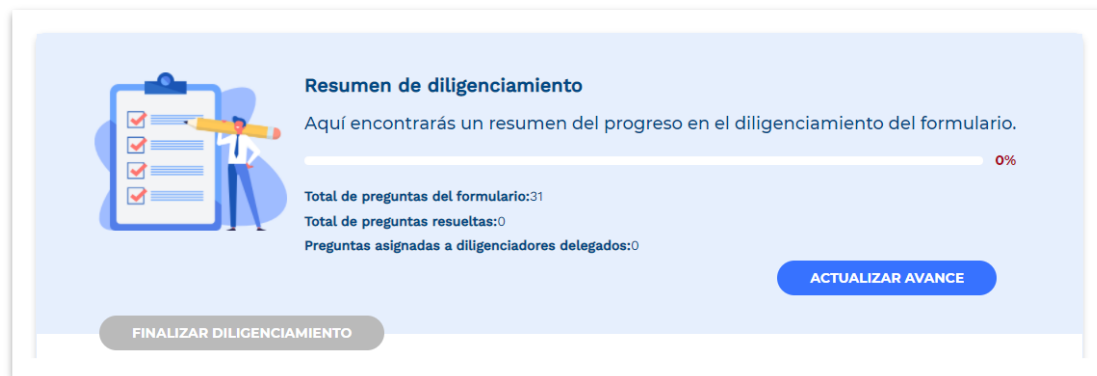 Resumen de diligenciamiento
Aquí encontrarás un resumen del progreso en el diligenciamiento del formulario.
0%
Total de preguntas del formulario:31
Total de preguntas resueltas:0
Preguntas asignadas a diligenciadores delegados:0
ACTUALIZAR AVANCE
FINALIZAR DILIGENCIAMIENTO